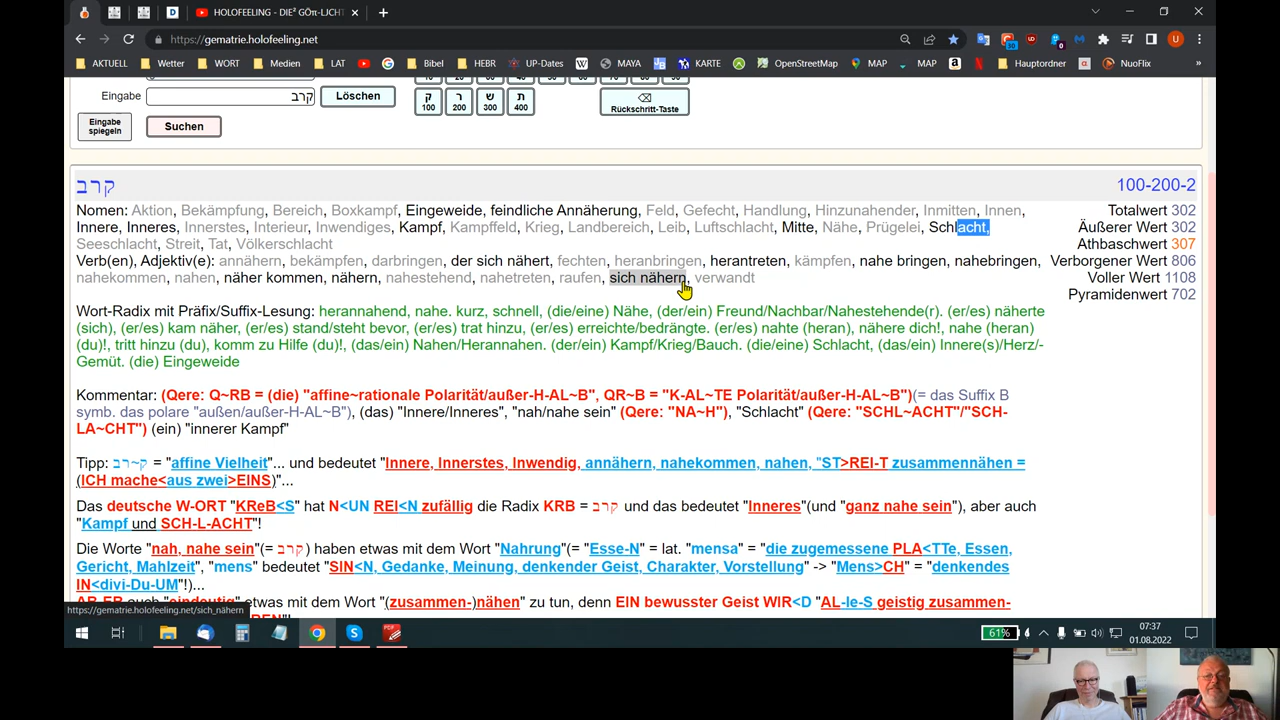 HOLOFEELING - DIE² GÖπ-LJCHT
https://gematrie.holofeeling.net
AKTUELL Wetter WORT Medien LAT Bibel HEBR UP-Dates MAYA KARTE OpenStreetMap MAP MAP Hauptordner NuoFlix »
Eingabe קרב Löschen
ק ר ש ת
100 200 300 400
Rückschritt-Taste
Eingabe spiegeln Suchen
קרב 100-200-2
Nomen: Aktion, Bekämpfung, Bereich, Boxkampf, Eingeweide, feindliche Annäherung, Feld, Gefecht, Handlung, Hinzunahender, Inmitten, Innen, Totalwert 302
Innere, Inneres, Innerstes, Interieur, Inwendiges, Kampf, Kampffeld, Krieg, Landbereich, Leib, Luftschlacht, Mitte, Nähe, Prügelei, Schlacht, Äußerer Wert 302
Seeschlacht, Streit, Tat, Völkerschlacht Athbaschwert 307
Verb(en), Adjektiv(e): annähern, bekämpfen, darbringen, der sich nähert, fechten, heranbringen, herantreten, kämpfen, nahe bringen, nahebringen, Verborgener Wert 806
nahekommen, nahen, näher kommen, nähern, nahestehend, nahetreten, raufen, sich nähern, verwandt Voller Wert 1108
Pyramidenwert 702
Wort-Radix mit Präfix/Suffix-Lesung: herannahend, nahe. kurz, schnell, (die/eine) Nähe, (der/ein) Freund/Nachbar/Nahestehende(r). (er/es) näherte
(sich), (er/es) kam näher, (er/es) stand/steht bevor, (er/es) trat hinzu, (er/es) erreichte/bedrängte. (er/es) nahte (heran), nähere dich!, nahe (heran)
(du)!, tritt hinzu (du), komm zu Hilfe (du)!, (das/ein) Nahen/Herannahen. (der/ein) Kampf/Krieg/Bauch. (die/eine) Schlacht, (das/ein) Innere(s)/Herz/-
Gemüt. (die) Eingeweide
Kommentar: (Qere: Q~RB = (die) "affine~rationale Polarität/außer-H-AL~B", QR~B = "K-AL~TE Polarität/außer-H-AL~B")(= das Suffix B
symb. das polare "außen/außer-H-AL~B"), (das) "Innere/Inneres", "nah/nahe sein" (Qere: "NA~H"), "Schlacht" (Qere: "SCHL~ACHT"/"SCH-
LA~CHT") (ein) "innerer Kampf"
Tipp: ק~רב = "affine Vielheit"... und bedeutet "Innere, Innerstes, Inwendig, annähern, nahekommen, nahen, "ST>REI-T zusammennähen =
(ICH mache<aus zwei>EINS)"...
Das deutsche W-ORT "KReB<S" hat N<UN REI<N zufällig die Radix KRB = קרב und das bedeutet "Inneres"(und "ganz nahe sein"), aber auch
"Kampf und SCH-L-ACHT"!
Die Worte "nah, nahe sein"(= קרב) haben etwas mit dem Wort "Nahrung"(= "Esse-N" = lat. "mensa" = "die zugemessene PLA<TTe, Essen,
Gericht, Mahlzeit", "mens" bedeutet "SIN<N, Gedanke, Meinung, denkender Geist, Charakter, Vorstellung" -> "Mens>CH" = "denkendes
IN<divi-Du-UM"!)...
AB-ER auch "eindeutig" etwas mit dem Wort "(zusammen-)nähen" zu tun, denn EIN bewusster Geist WIR<D "AL-le-S geistig zusammen-
https://gematrie.holofeeling.net/sich_nähern
61% 07:37
01.08.2022